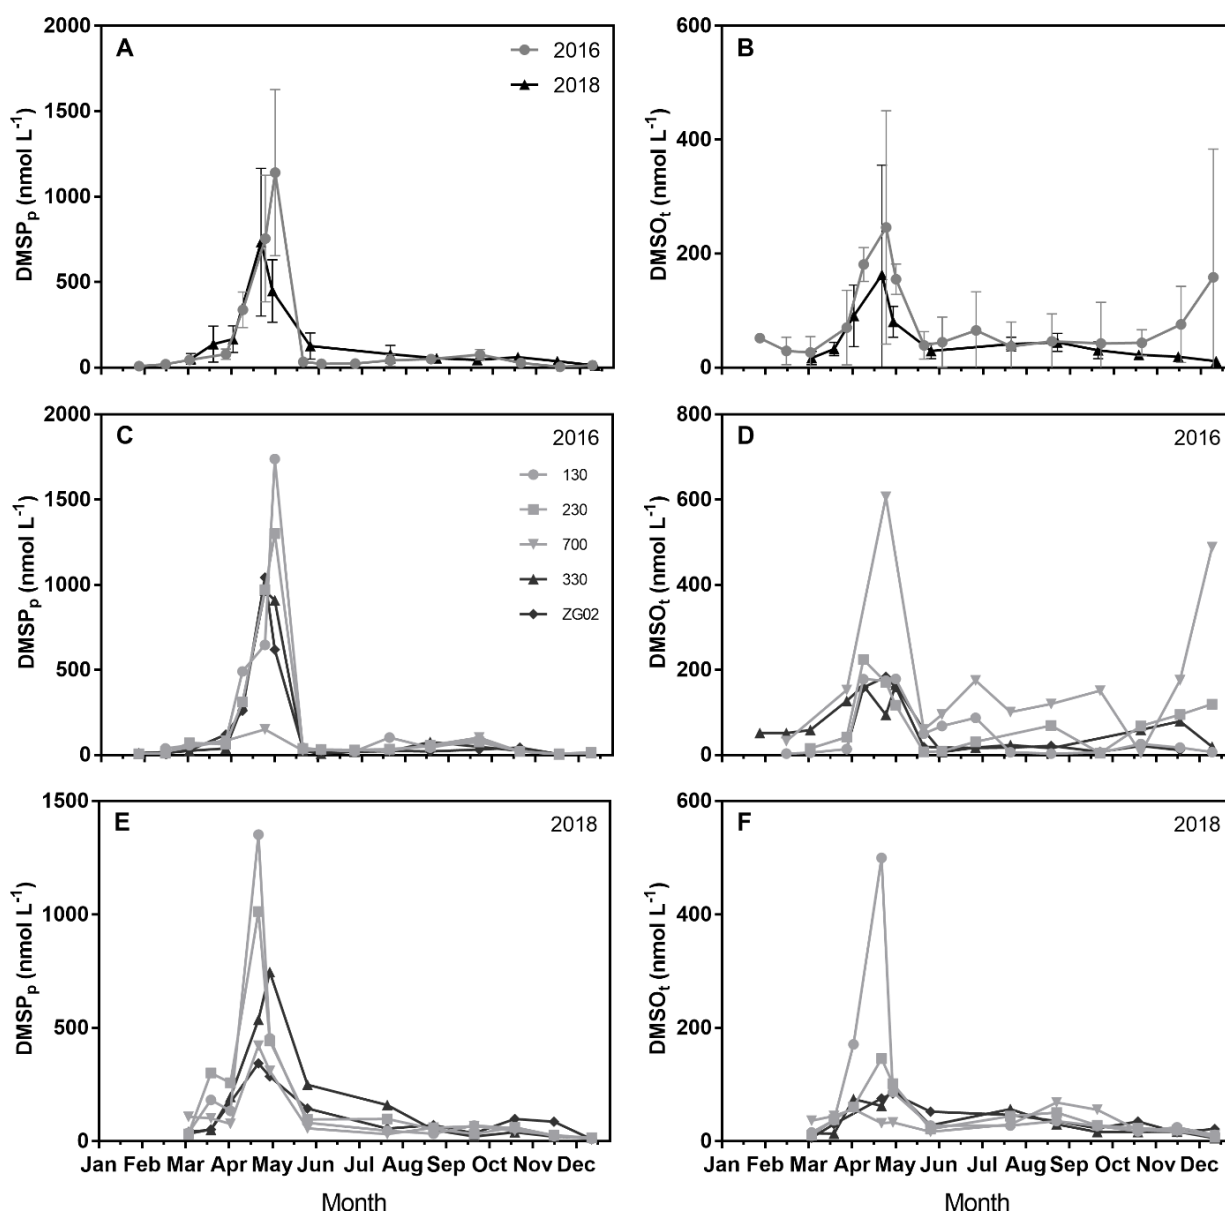 A
2016
2018
DMSPp (nmol L-1)
2000
1500
1000
500
0
B
DMSOt (nmol L-1)
600
400
200
0
C
2016
130
230
700
330
ZG02
DMSPp (nmol L-1)
2000
1500
1000
500
0
D
2016
DMSOt (nmol L-1)
800
600
400
200
0
E
2018
DMSPp (nmol L-1)
1500
1000
500
0
Jan Feb Mar Apr May Jun Jul Aug Sep Oct Nov Dec
Month
F
2018
DMSOt (nmol L-1)
600
400
200
0
Jan Feb Mar Apr May Jun Jul Aug Sep Oct Nov Dec
Month